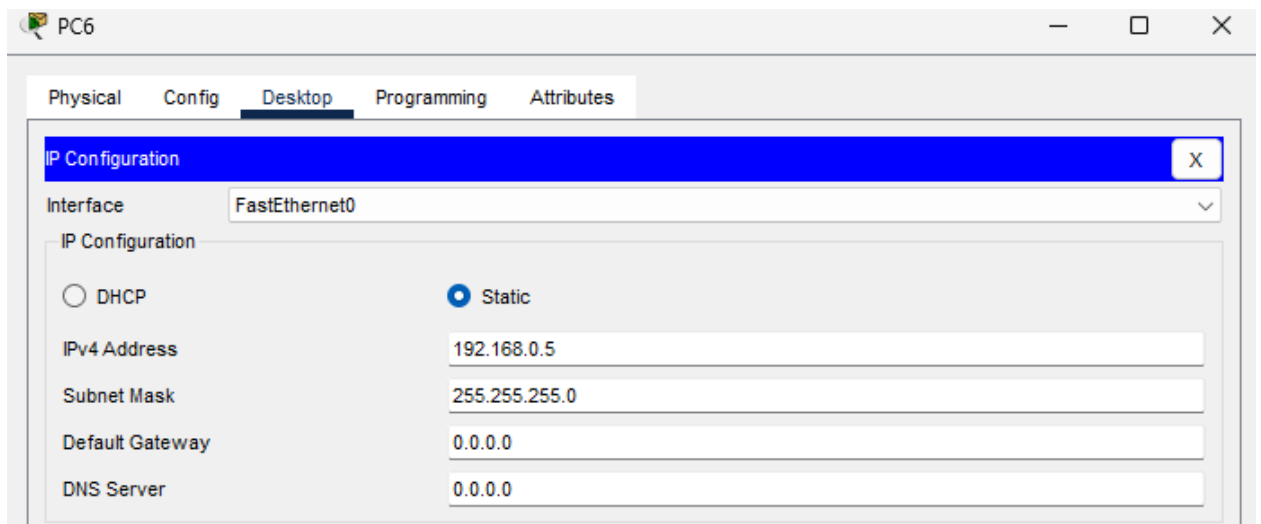 PC6
Physical Config Desktop Programming Attributes
IP Configuration X
Interface FastEthernet0
IP Configuration
DHCP Static
IPv4 Address 192.168.0.5
Subnet Mask 255.255.255.0
Default Gateway 0.0.0.0
DNS Server 0.0.0.0